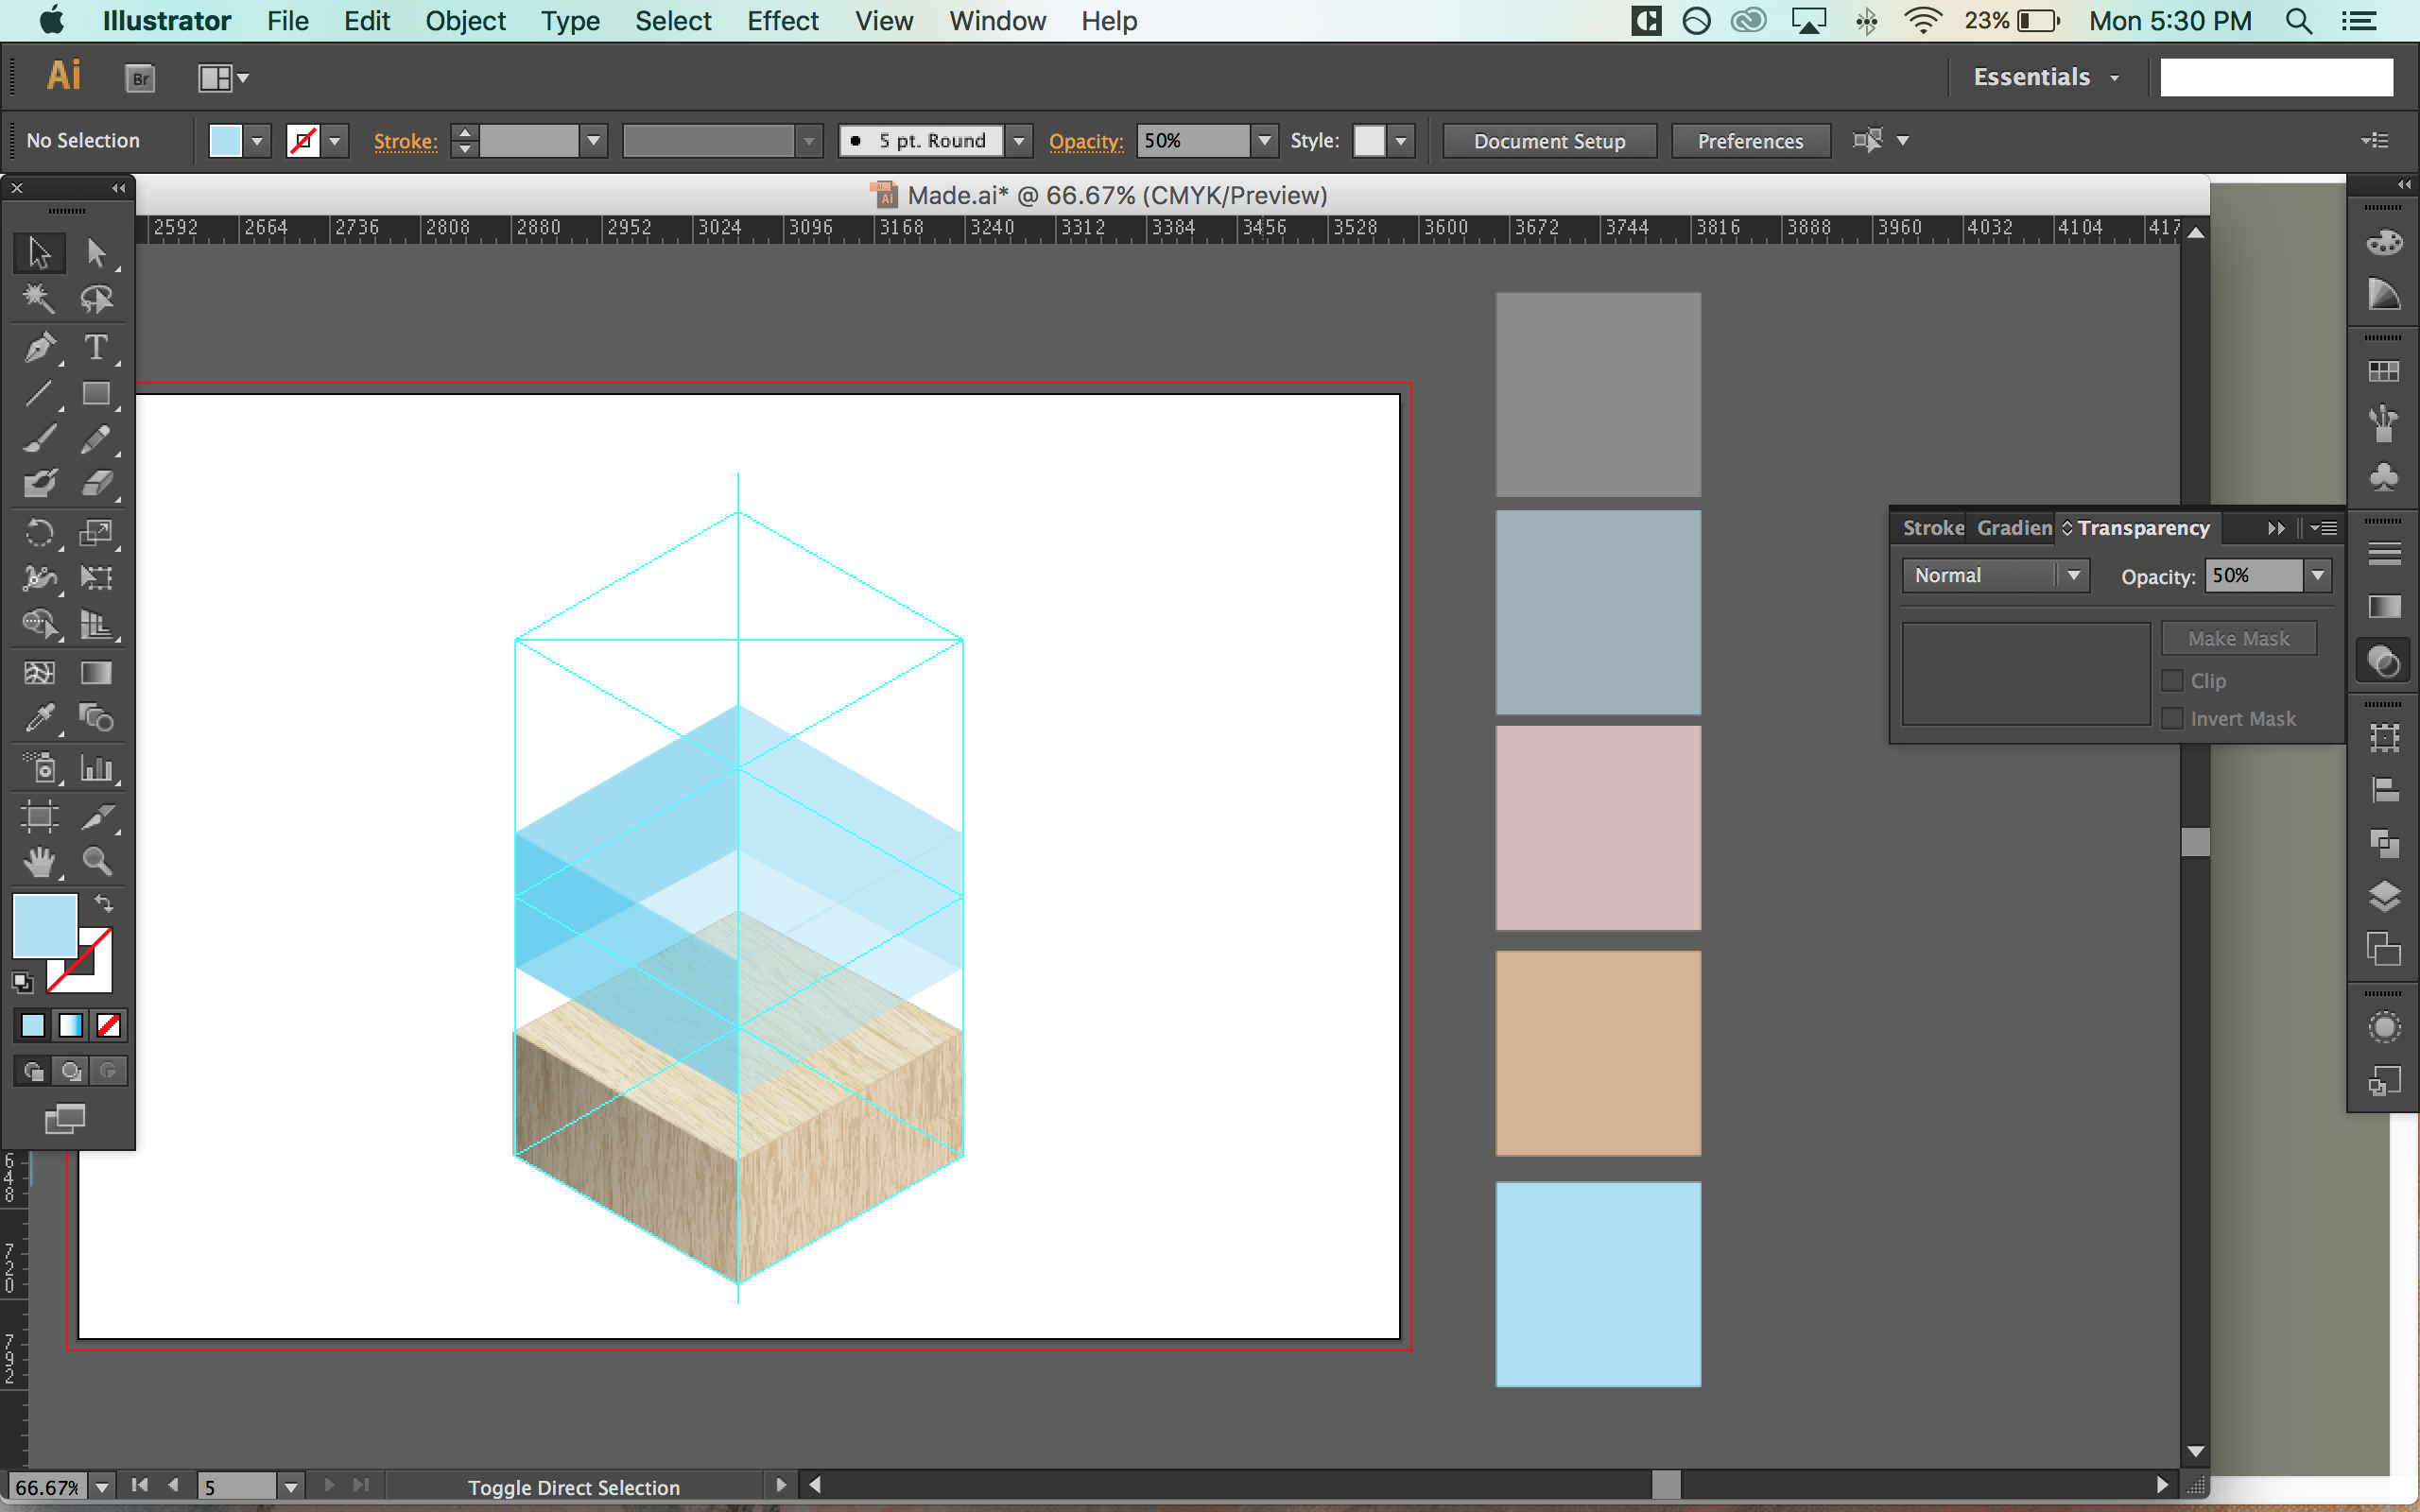 Illustrator File Edit Object Type Select Effect View Window Help 23% Mon 5:30 PM
Ai Br Essentials
No Selection Stroke: 5 pt. Round Opacity: 50% Style: Document Setup Preferences
Made.ai* @ 66.67% (CMYK/Preview)
2592 2664 2736 2808 2880 2952 3024 3096 3168 3240 3312 3384 3456 3528 3600 3672 3744 3816 3888 3960 4032 4104 417
T
Stroke Gradien Transparency
Normal Opacity: 50%
Make Mask
Clip
Invert Mask
648
720
792
66.67% 5 Toggle Direct Selection